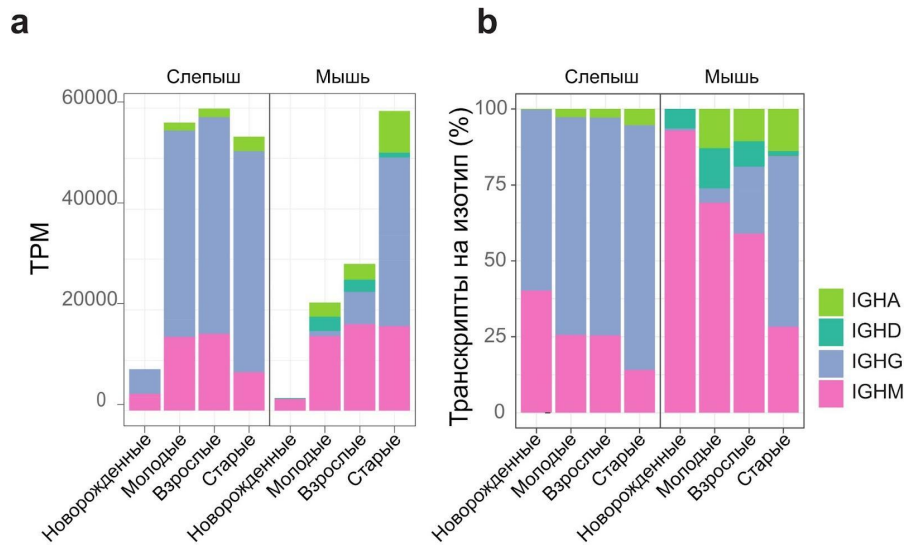 a
Слепыш
Мышь
TPM
60000
40000
20000
0
Новорожденные
Молодые
Взрослые
Старые
Новорожденные
Молодые
Взрослые
Старые
b
Слепыш
Мышь
Транскрипты на изотип (%)
100
75
50
25
0
Новорожденные
Молодые
Взрослые
Старые
Новорожденные
Молодые
Взрослые
Старые
IGHA
IGHD
IGHG
IGHM